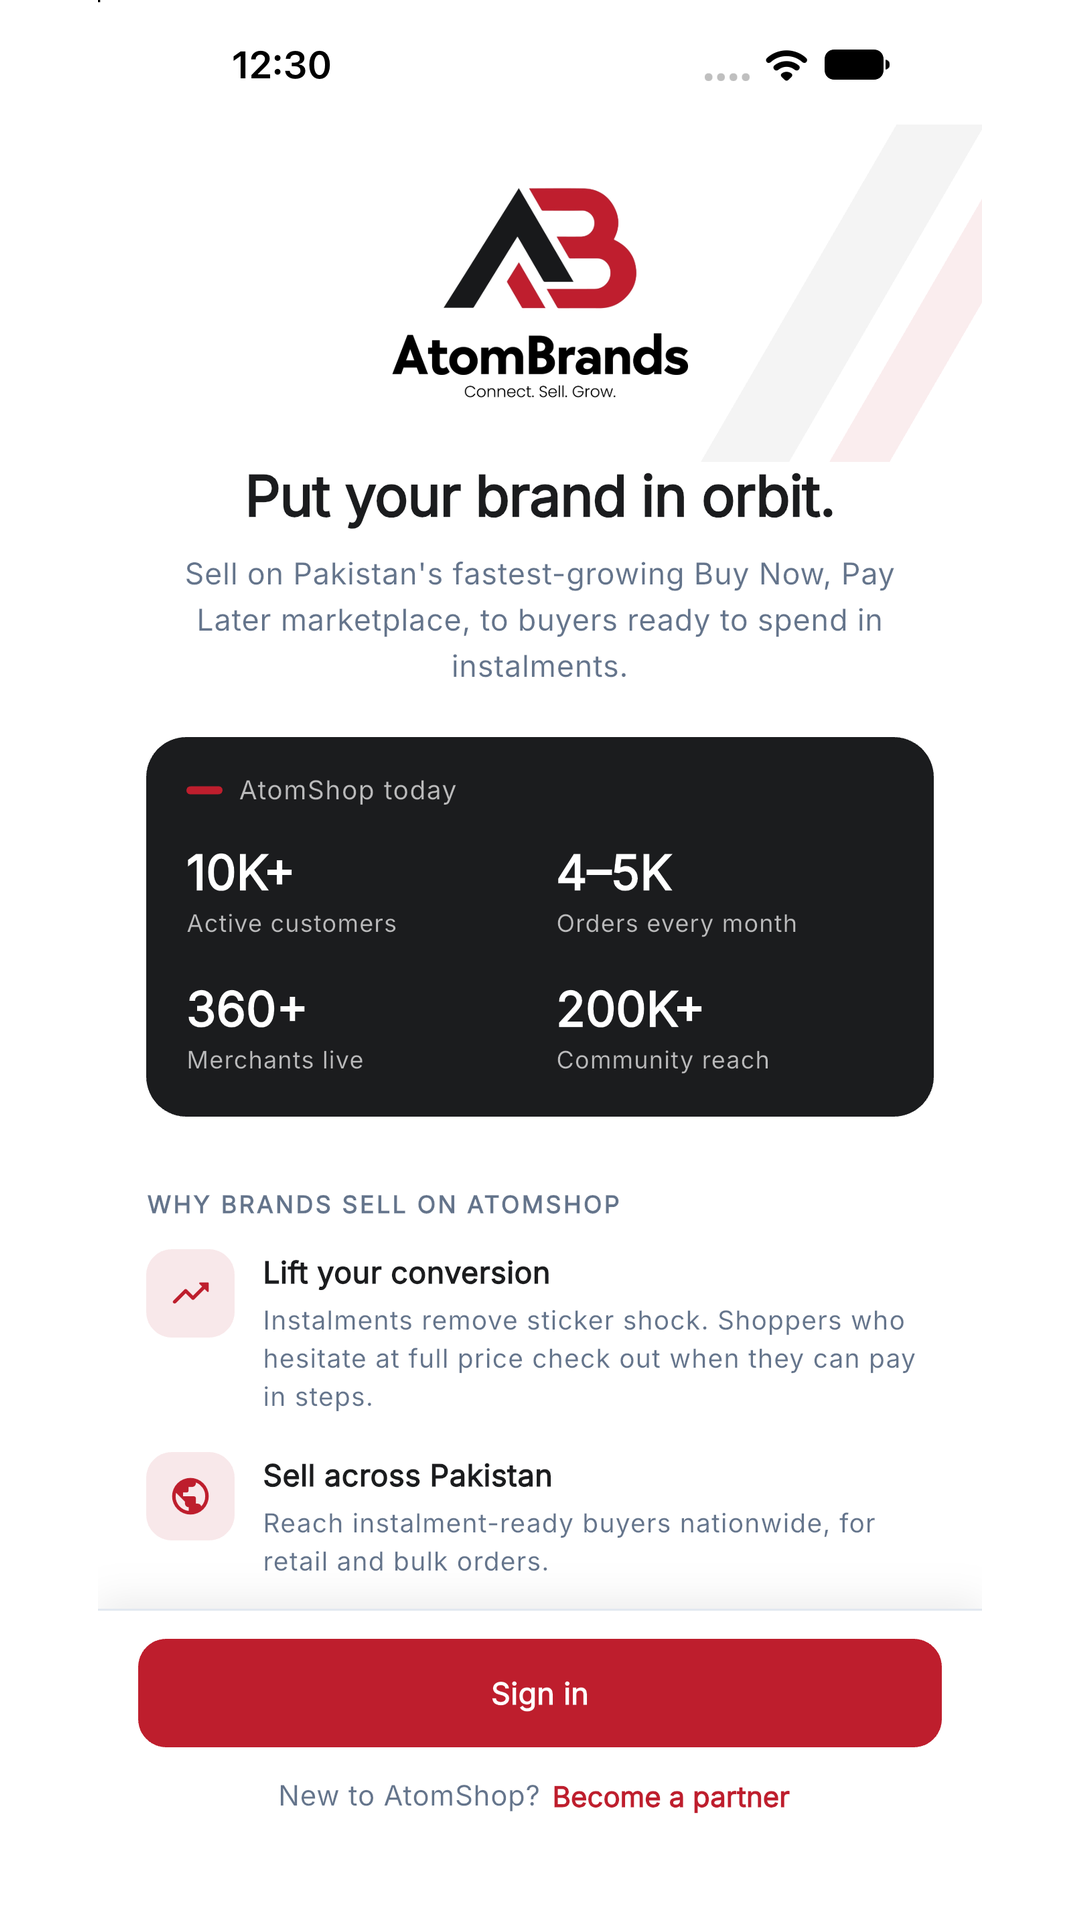 12:30
AB
AtomBrands
Connect. Sell. Grow.
Put your brand in orbit.
Sell on Pakistan's fastest-growing Buy Now, Pay
Later marketplace, to buyers ready to spend in
instalments.
AtomShop today
10K+
4–5K
Active customers
Orders every month
360+
200K+
Merchants live
Community reach
WHY BRANDS SELL ON ATOMSHOP
Lift your conversion
Instalments remove sticker shock. Shoppers who
hesitate at full price check out when they can pay
in steps.
Sell across Pakistan
Reach instalment-ready buyers nationwide, for
retail and bulk orders.
Sign in
New to AtomShop? Become a partner